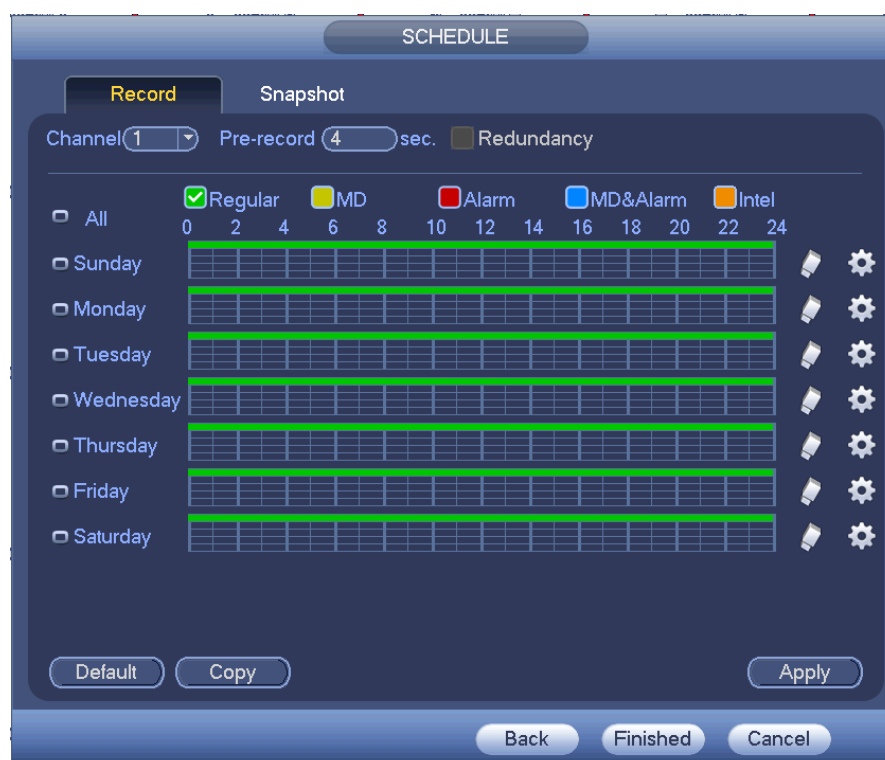 SCHEDULE
Record Snapshot
Channel 1 Pre-record 4 sec. Redundancy
Regular MD Alarm MD&Alarm Intel
All
0 2 4 6 8 10 12 14 16 18 20 22 24
Sunday
Monday
Tuesday
Wednesday
Thursday
Friday
Saturday
Default Copy Apply
Back Finished Cancel